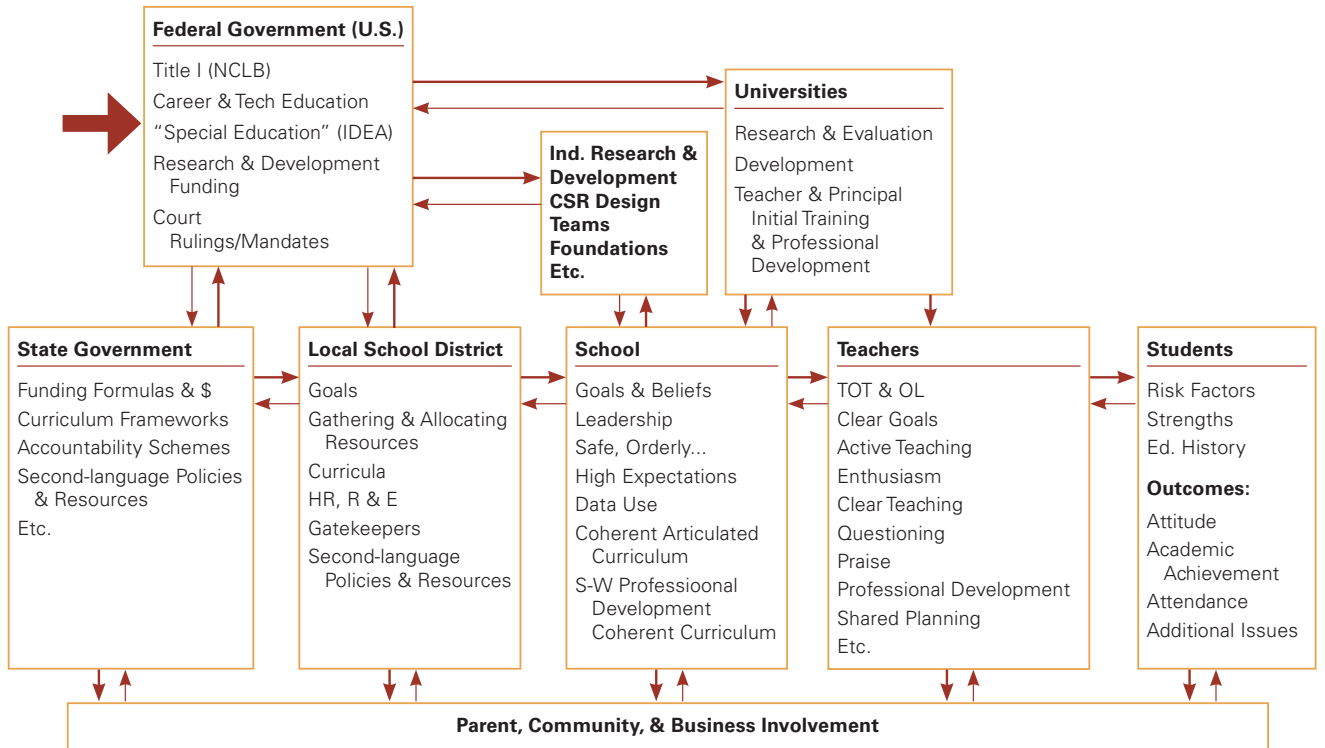 Federal Government (U.S.)
Title I (NCLB)
Career & Tech Education
“Special Education” (IDEA)
Research & Development
Funding
Court
Rulings/Mandates
Ind. Research &
Development
CSR Design
Teams
Foundations
Etc.
Universities
Research & Evaluation
Development
Teacher & Principal
Initial Training
& Professional
Development
State Government
Funding Formulas & $
Curriculum Frameworks
Accountability Schemes
Second-language Policies
& Resources
Etc.
Local School District
Goals
Gathering & Allocating
Resources
Curricula
HR, R & E
Gatekeepers
Second-language
Policies & Resources
School
Goals & Beliefs
Leadership
Safe, Orderly...
High Expectations
Data Use
Coherent Articulated
Curriculum
S-W Professioonal
Development
Coherent Curriculum
Teachers
TOT & OL
Clear Goals
Active Teaching
Enthusiasm
Clear Teaching
Questioning
Praise
Professional Development
Shared Planning
Etc.
Students
Risk Factors
Strengths
Ed. History
Outcomes:
Attitude
Academic
Achievement
Attendance
Additional Issues
Parent, Community, & Business Involvement